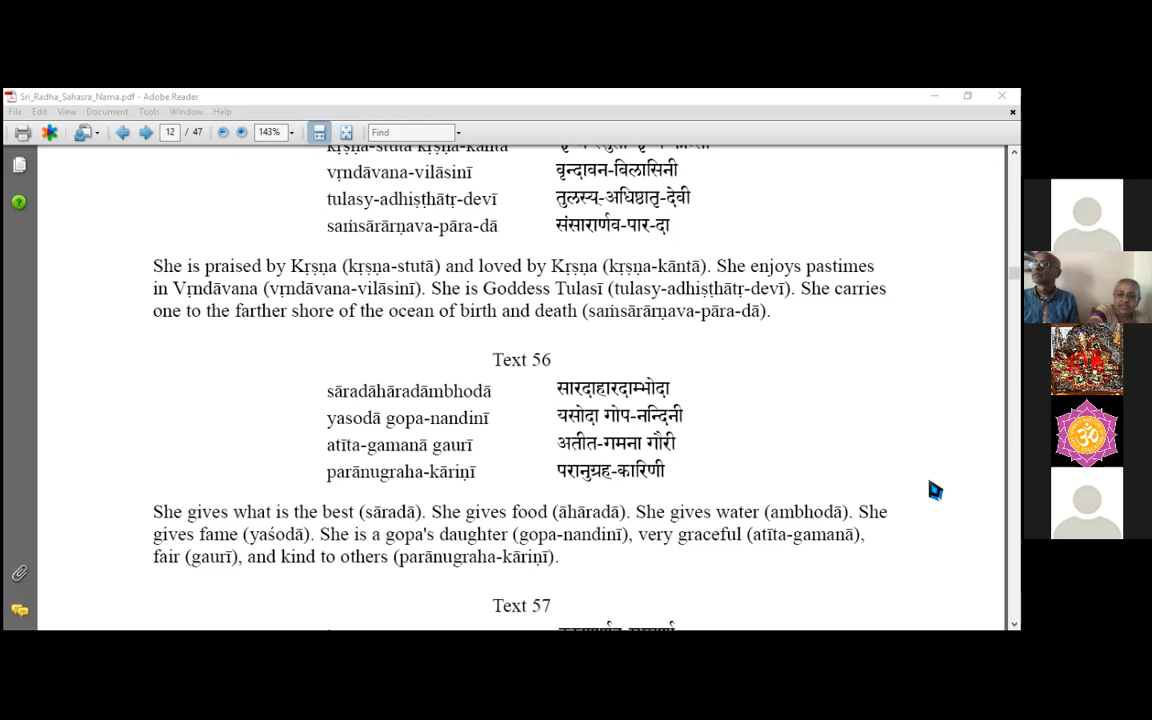 Sri_Radha_Sahasra_Nama.pdf - Adobe Reader
File Edit View Document Tools Window Help
12 / 47 143% Find
kṛṣṇa-stutā kṛṣṇa-kāntā
vṛndāvana-vilāsinī वृन्दावन-विलासिनी
tulasy-adhiṣṭhātṛ-devī तुलस्य-अधिष्ठातृ-देवी
saṁsārārṇava-pāra-dā संसारार्णव-पार-दा
She is praised by Kṛṣṇa (kṛṣṇa-stutā) and loved by Kṛṣṇa (kṛṣṇa-kāntā). She enjoys pastimes
in Vṛndāvana (vṛndāvana-vilāsinī). She is Goddess Tulasī (tulasy-adhiṣṭhātṛ-devī). She carries
one to the farther shore of the ocean of birth and death (saṁsārārṇava-pāra-dā).
Text 56
sāradāhāradāmbhodā सारदाहारदाम्भोदा
yasodā gopa-nandinī यसोदा गोप-नन्दिनी
atīta-gamanā gaurī अतीत-गमना गौरी
parānugraha-kāriṇī परानुग्रह-कारिणी
She gives what is the best (sāradā). She gives food (āhāradā). She gives water (ambhodā). She
gives fame (yaśodā). She is a gopa's daughter (gopa-nandinī), very graceful (atīta-gamanā),
fair (gaurī), and kind to others (parānugraha-kāriṇī).
Text 57
ॐ